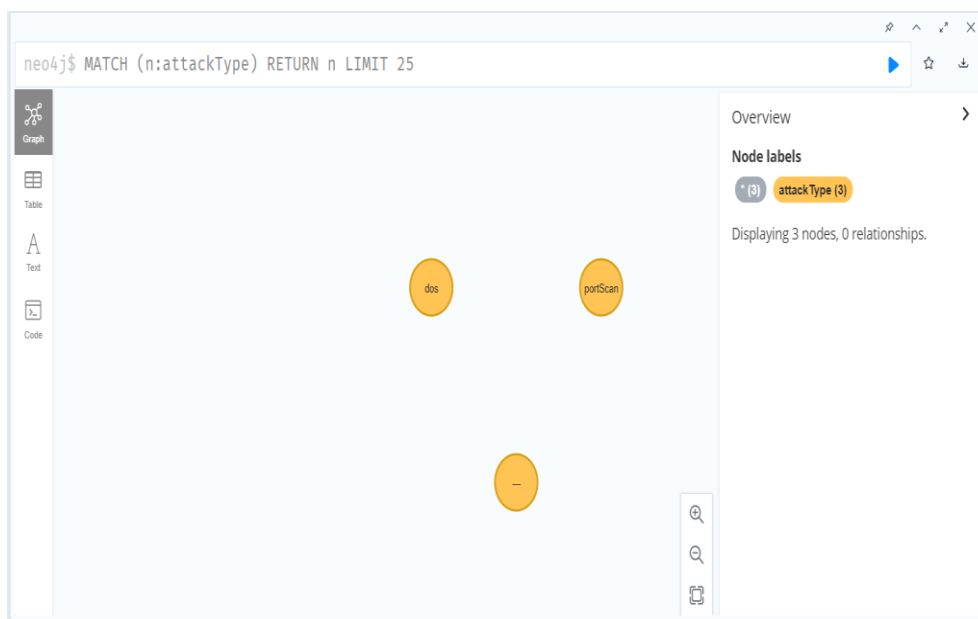 neo4j$ MATCH (n:attackType) RETURN n LIMIT 25
Graph
Table
A
Text
Code
dos
portScan
---
Overview
Node labels
* (3) attackType (3)
Displaying 3 nodes, 0 relationships.